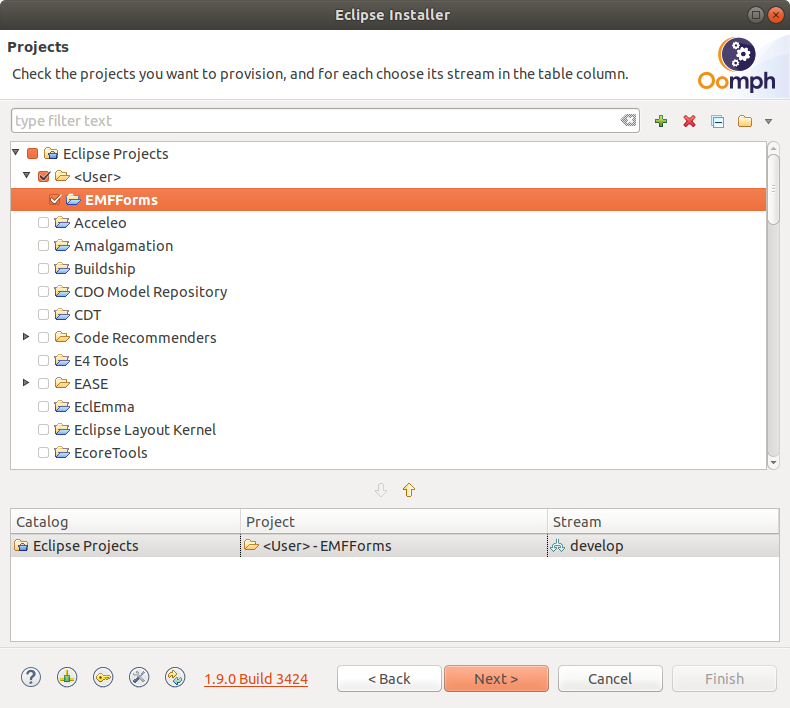 Eclipse Installer
Projects
Check the projects you want to provision, and for each choose its stream in the table column.
Oomph
type filter text
Eclipse Projects
<User>
EMFForms
Acceleo
Amalgamation
Buildship
CDO Model Repository
CDT
Code Recommenders
E4 Tools
EASE
EclEmma
Eclipse Layout Kernel
EcoreTools
Catalog Project Stream
Eclipse Projects <User> - EMFForms develop
? 1.9.0 Build 3424 < Back Next > Cancel Finish